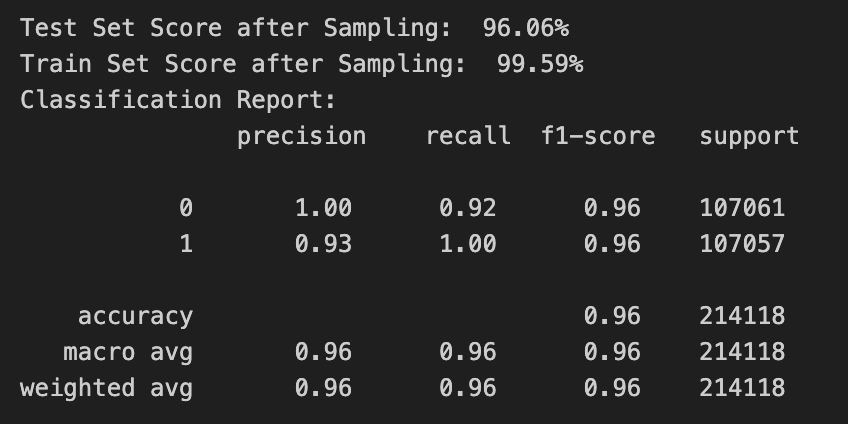 Test Set Score after Sampling:  96.06%
Train Set Score after Sampling:  99.59%
Classification Report:
               precision    recall  f1-score   support

           0       1.00      0.92      0.96    107061
           1       0.93      1.00      0.96    107057

    accuracy                           0.96    214118
   macro avg       0.96      0.96      0.96    214118
weighted avg       0.96      0.96      0.96    214118